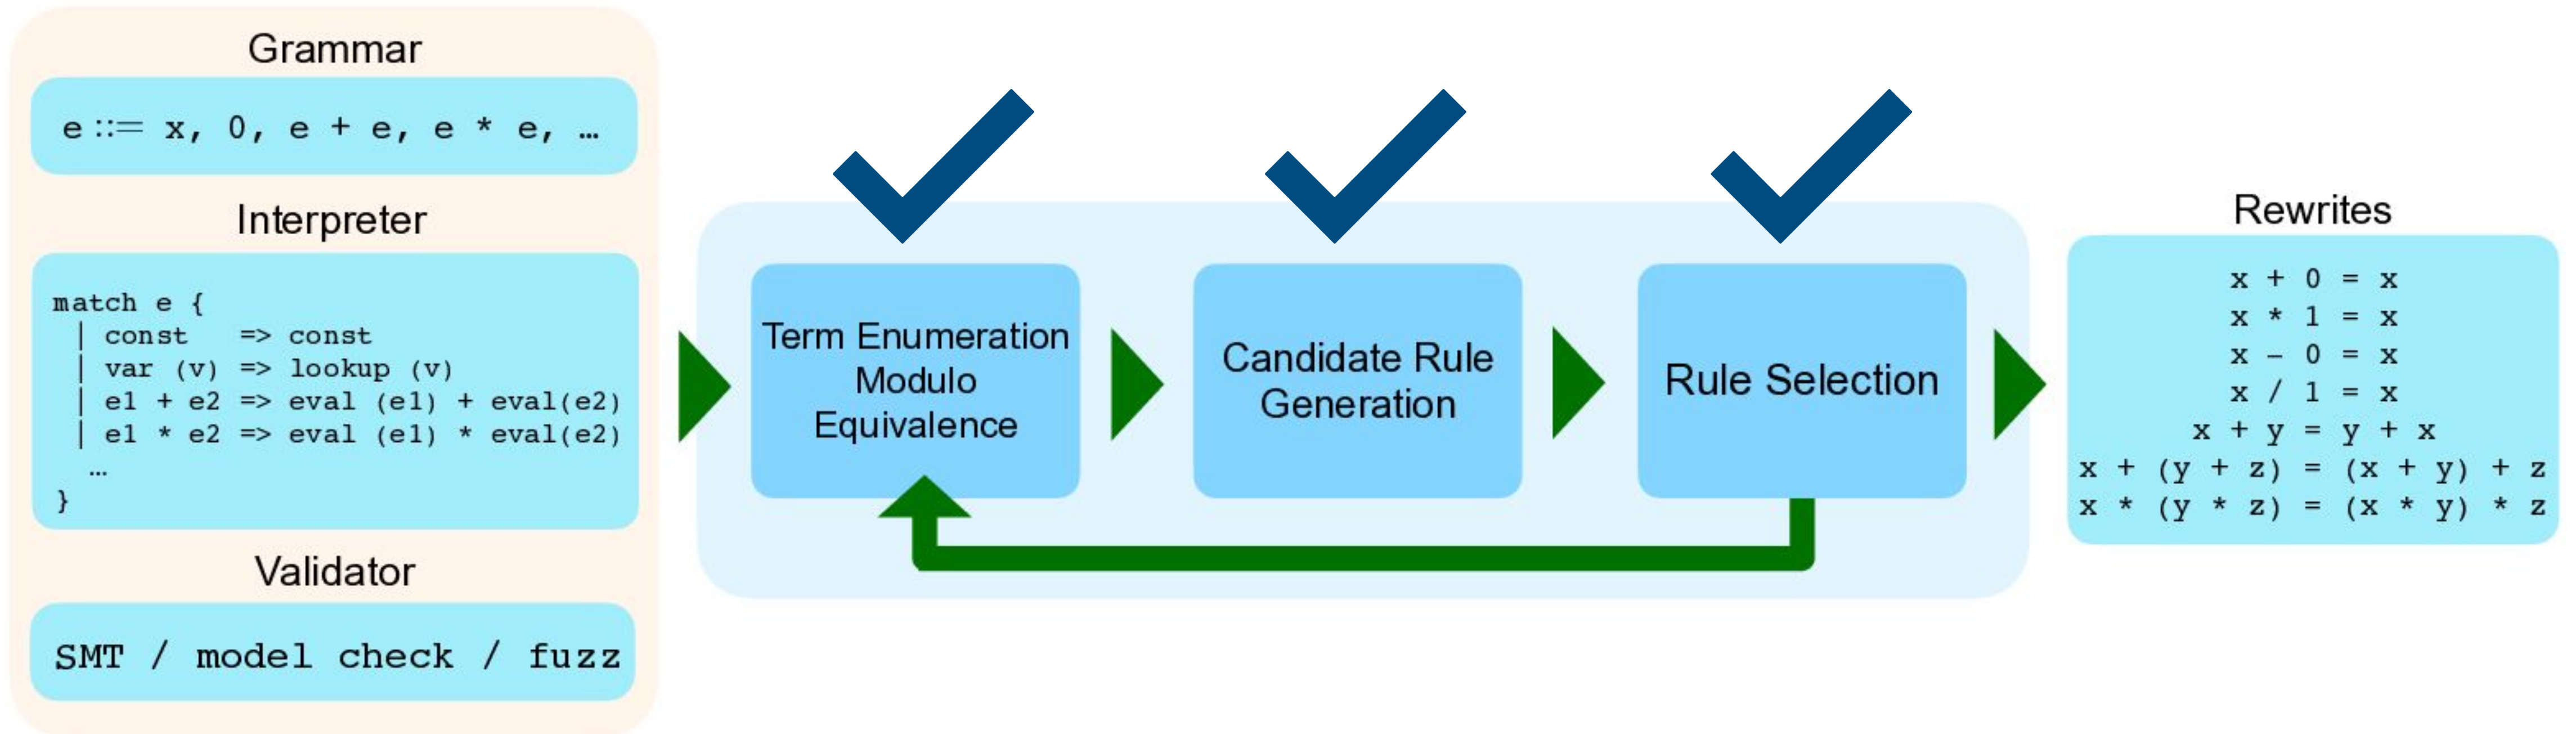 Grammar
e ::= x, 0, e + e, e * e, …
Interpreter
match e {
| const => const
| var (v) => lookup (v)
| e1 + e2 => eval (e1) + eval(e2)
| e1 * e2 => eval (e1) * eval(e2)
…
}
Validator
SMT / model check / fuzz
Term Enumeration
Modulo
Equivalence
Candidate Rule
Generation
Rule Selection
Rewrites
x + 0 = x
x * 1 = x
x - 0 = x
x / 1 = x
x + y = y + x
x + (y + z) = (x + y) + z
x * (y * z) = (x * y) * z